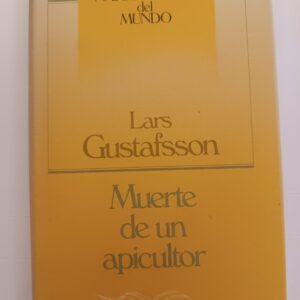 del
MUNDO
Lars
Gustafsson
Muerte
de un
apicultor